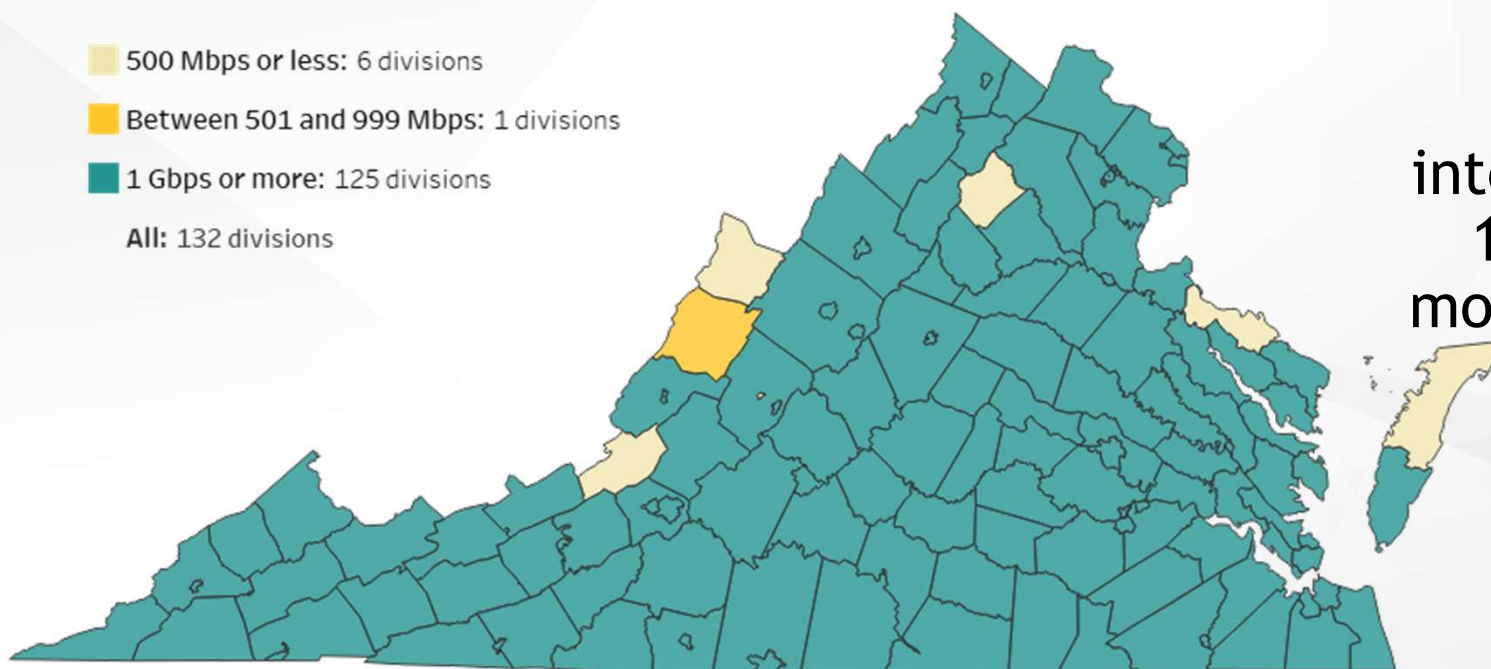 500 Mbps or less: 6 divisions
Between 501 and 999 Mbps: 1 divisions
1 Gbps or more: 125 divisions
All: 132 divisions